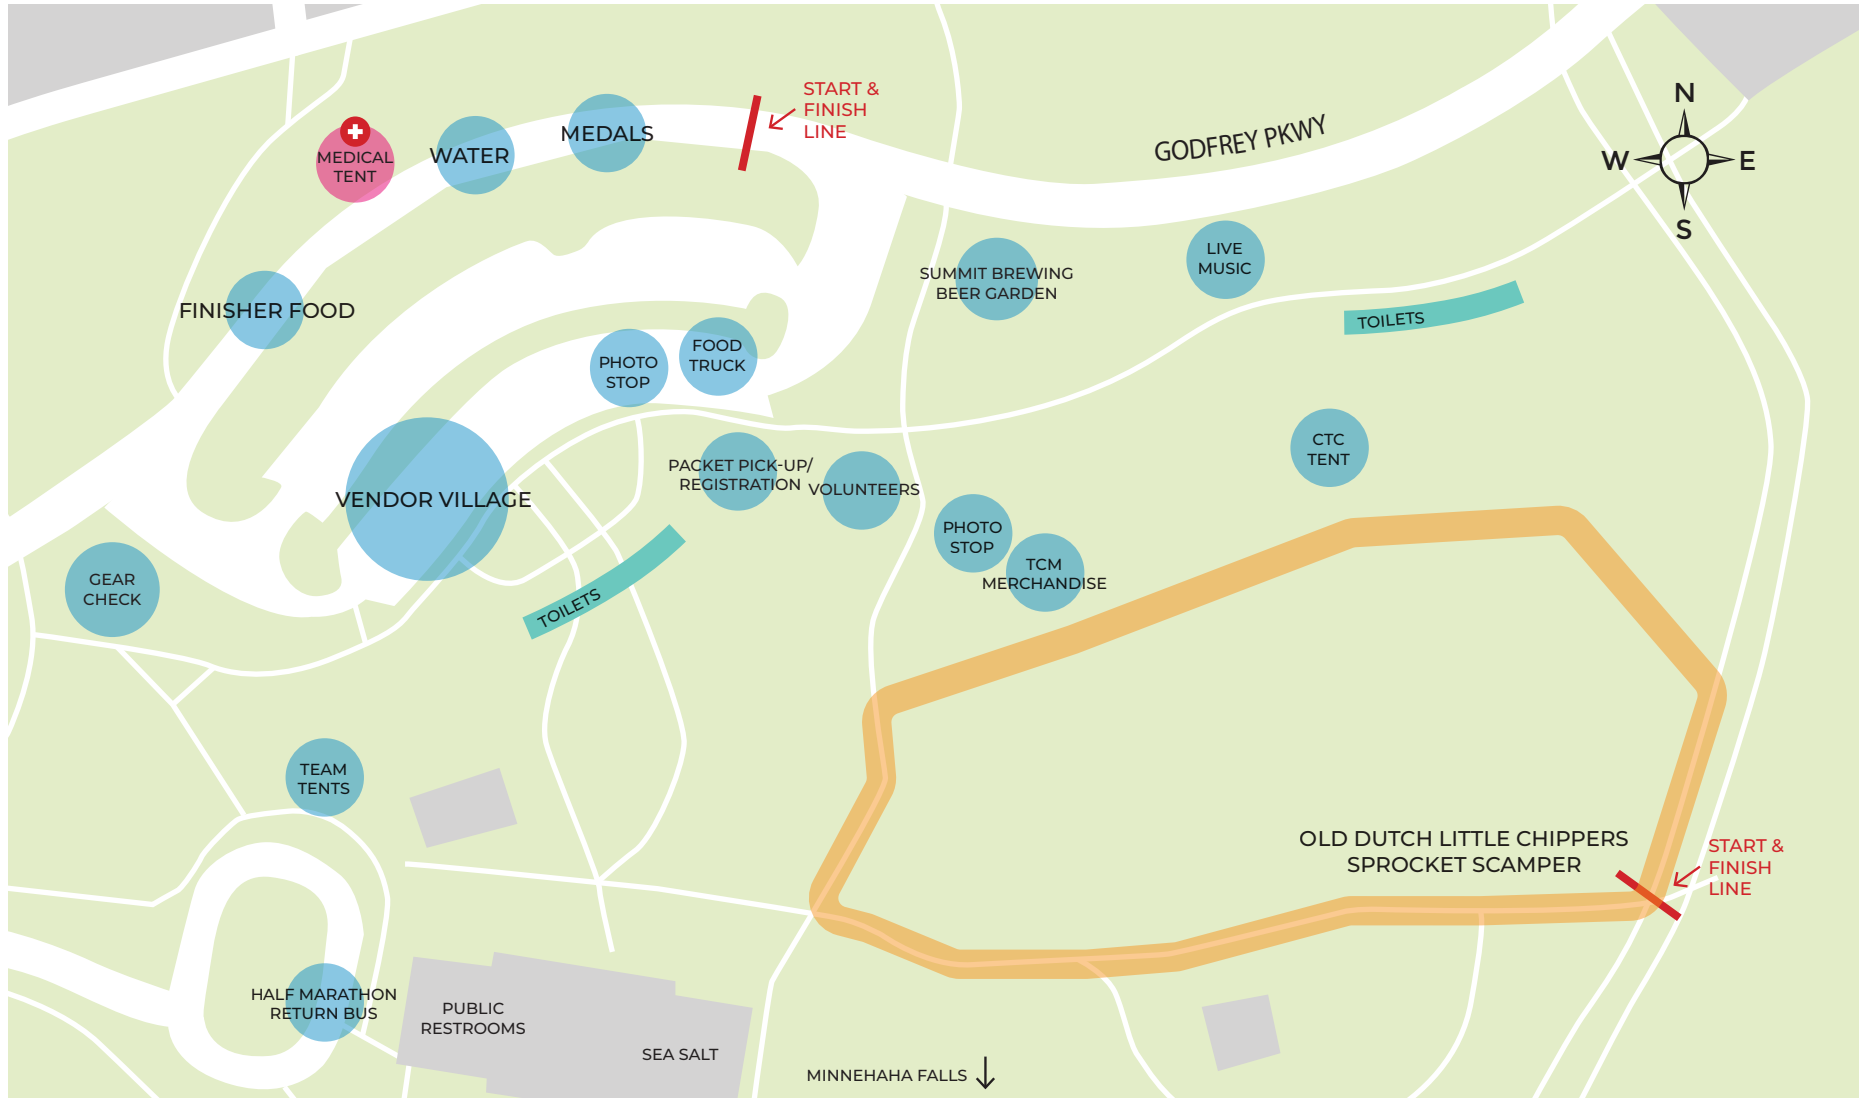 START &
FINISH
LINE
MEDALS
WATER
MEDICAL
TENT
GODFREY PKWY
N
W
E
S
FINISHER FOOD
SUMMIT BREWING
BEER GARDEN
LIVE
MUSIC
TOILETS
PHOTO
STOP
FOOD
TRUCK
VENDOR VILLAGE
PACKET PICK-UP/
REGISTRATION
VOLUNTEERS
CTC
TENT
PHOTO
STOP
TCM
MERCHANDISE
GEAR
CHECK
TOILETS
TEAM
TENTS
OLD DUTCH LITTLE CHIPPERS
SPROCKET SCAMPER
START &
FINISH
LINE
HALF MARATHON
RETURN BUS
PUBLIC
RESTROOMS
SEA SALT
MINNEHAHA FALLS